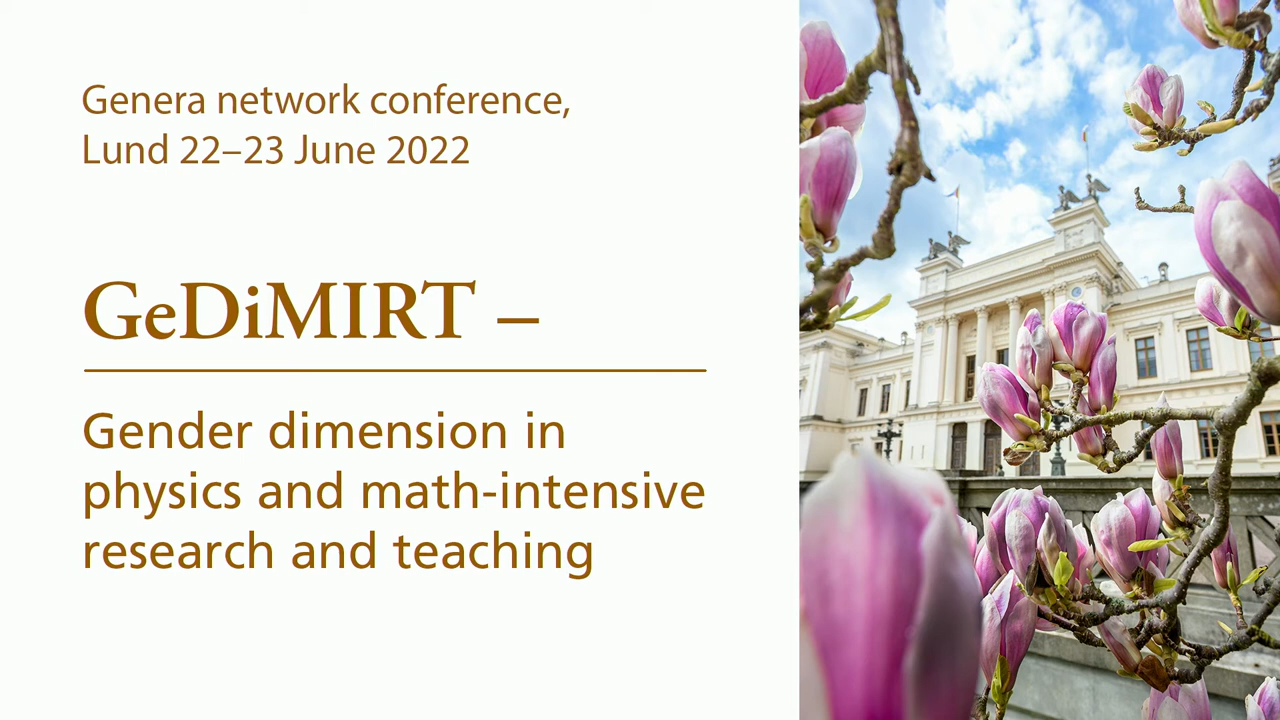 Genera network conference,
Lund 22–23 June 2022
GeDiMIRT –
Gender dimension in
physics and math-intensive
research and teaching